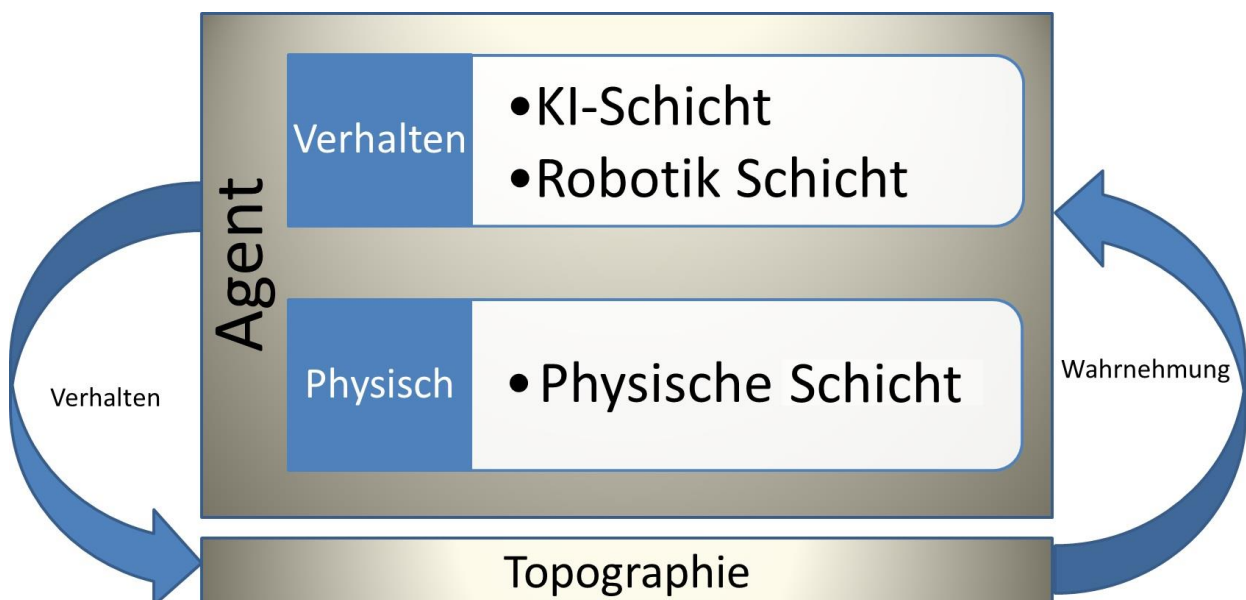 Agent
Verhalten
•KI-Schicht
•Robotik Schicht
Physisch
• Physische Schicht
Verhalten
Wahrnehmung
Topographie